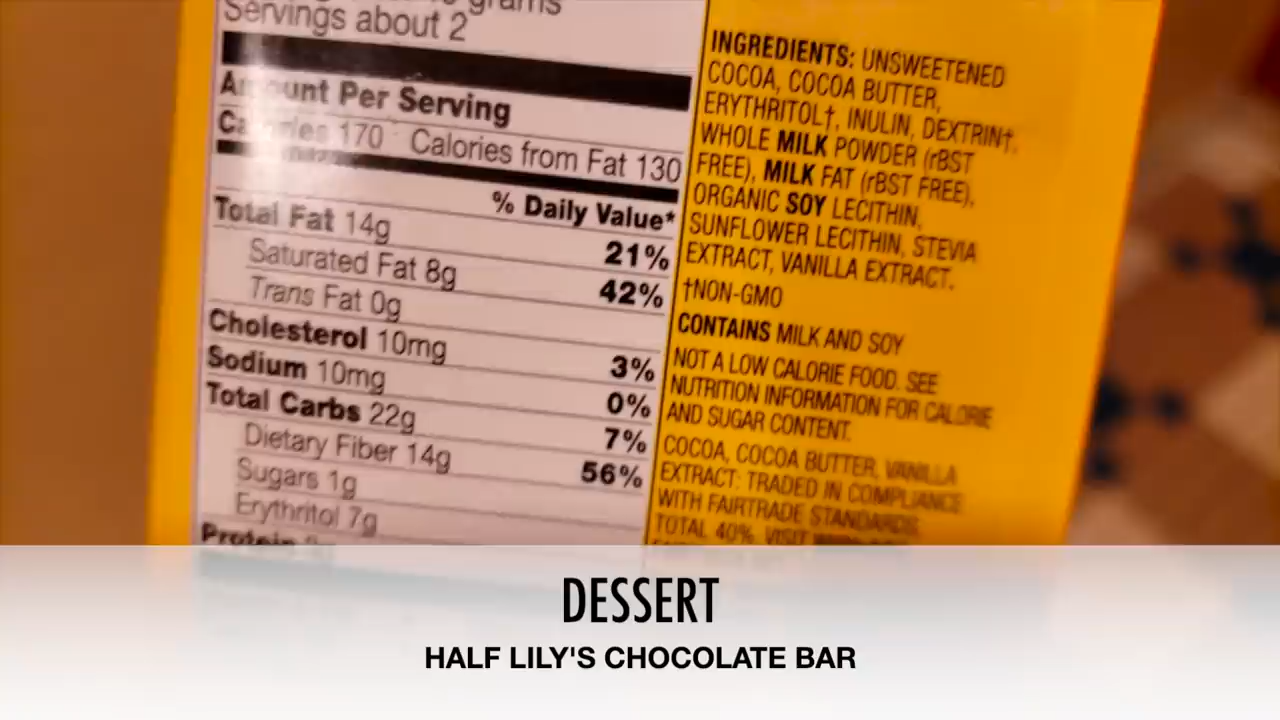 grams
Servings about 2
Amount Per Serving
Calories 170 Calories from Fat 130
% Daily Value*
Total Fat 14g 21%
Saturated Fat 8g 42%
Trans Fat 0g
Cholesterol 10mg 3%
Sodium 10mg 0%
Total Carbs 22g 7%
Dietary Fiber 14g 56%
Sugars 1g
Erythritol 7g
Protein
INGREDIENTS: UNSWEETENED
COCOA, COCOA BUTTER,
ERYTHRITOL†, INULIN, DEXTRIN†,
WHOLE MILK POWDER (rBST
FREE), MILK FAT (rBST FREE),
ORGANIC SOY LECITHIN,
SUNFLOWER LECITHIN, STEVIA
EXTRACT, VANILLA EXTRACT.
†NON-GMO
CONTAINS MILK AND SOY
NOT A LOW CALORIE FOOD. SEE
NUTRITION INFORMATION FOR CALORIE
AND SUGAR CONTENT.
COCOA, COCOA BUTTER, VANILLA
EXTRACT: TRADED IN COMPLIANCE
WITH FAIRTRADE STANDARDS,
TOTAL 40%. VISIT
DESSERT
HALF LILY'S CHOCOLATE BAR